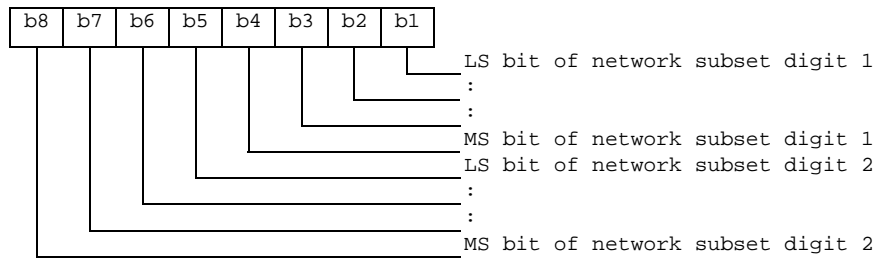 b8 b7 b6 b5 b4 b3 b2 b1
LS bit of network subset digit 1
:
:
MS bit of network subset digit 1
LS bit of network subset digit 2
:
:
MS bit of network subset digit 2